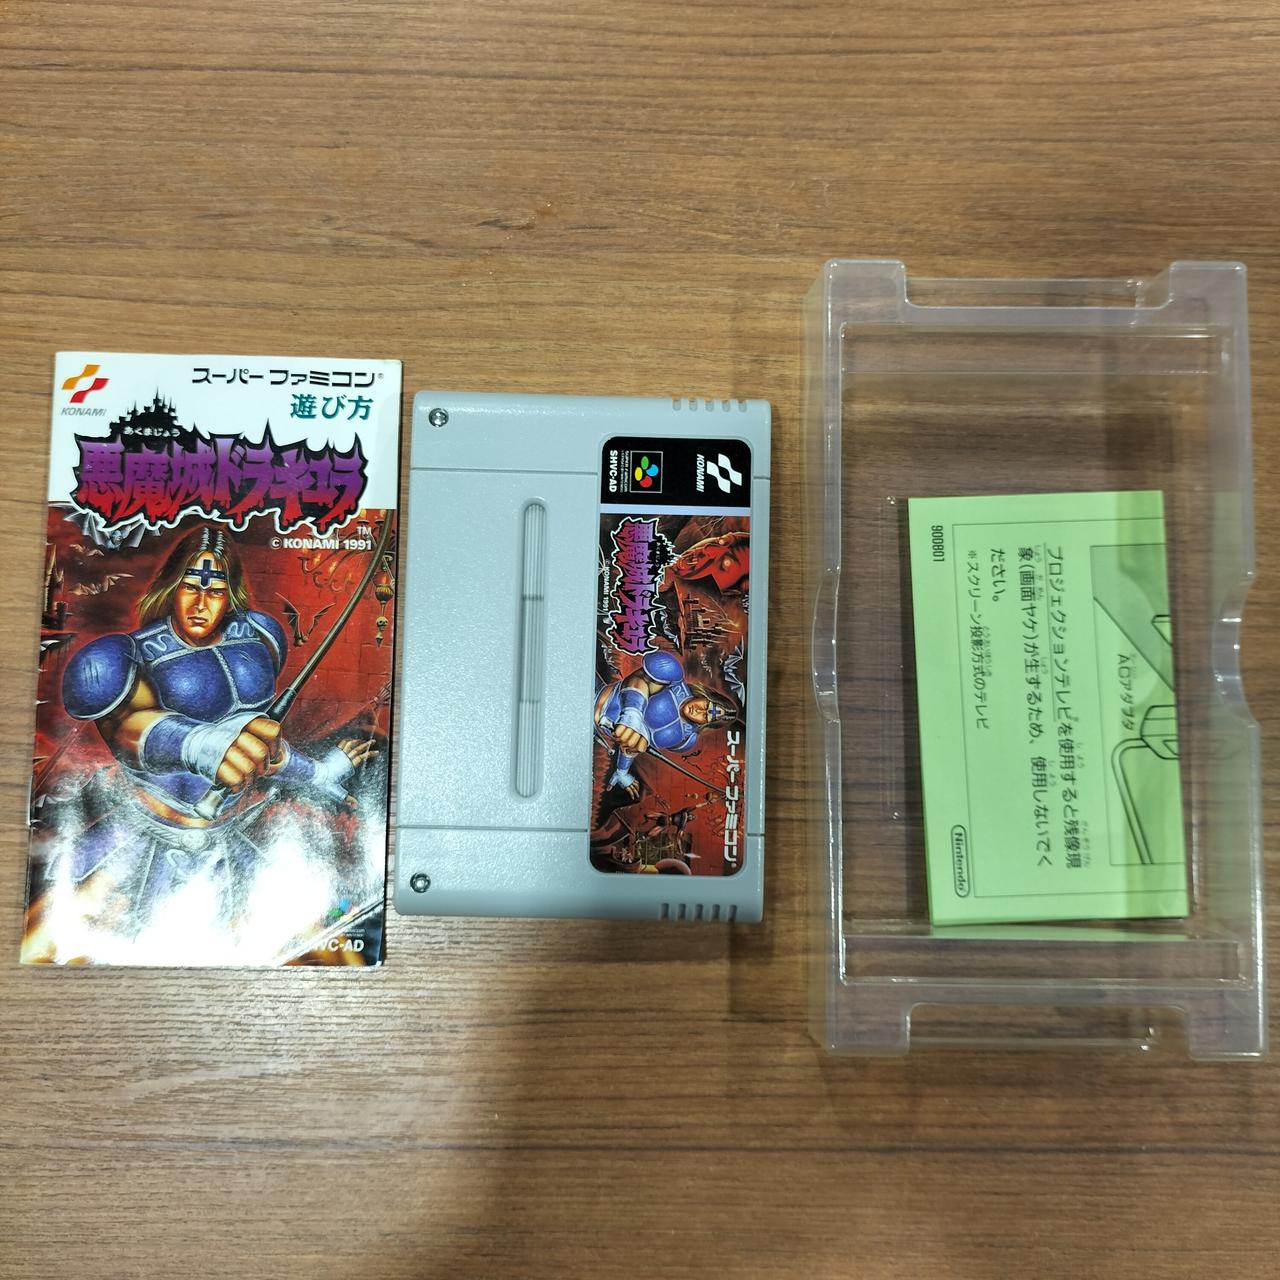 KONAMI
スーパーファミコン®
遊び方
あくまじょう
悪魔城ドラキュラ
TM
© KONAMI 1991
SHVC-AD
KONAMI
SHVC-AD
あくまじょう
悪魔城ドラキュラ
© KONAMI 1991
スーパーファミコン
ACアダプタ
プロジェクションテレビを使用すると残像現
象(画面ヤケ)が生ずるため、使用しないでく
ださい。
※スクリーン投影方式のテレビ
900801
Nintendo